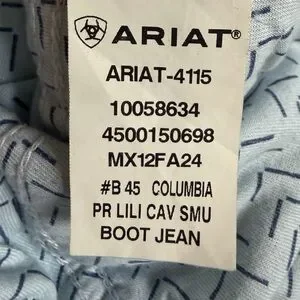 ARIAT®
ARIAT-4115
10058634
4500150698
MX12FA24
#B 45 COLUMBIA
PR LILI CAV SMU
BOOT JEAN